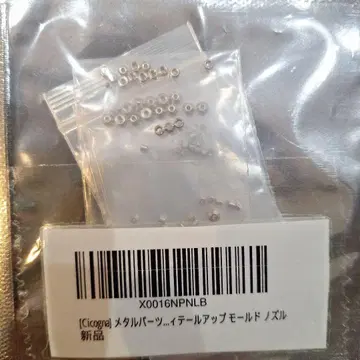 X0016NPNLB
[Cicogna] メタルパーツ...ィテールアップ モールド ノズル
新品